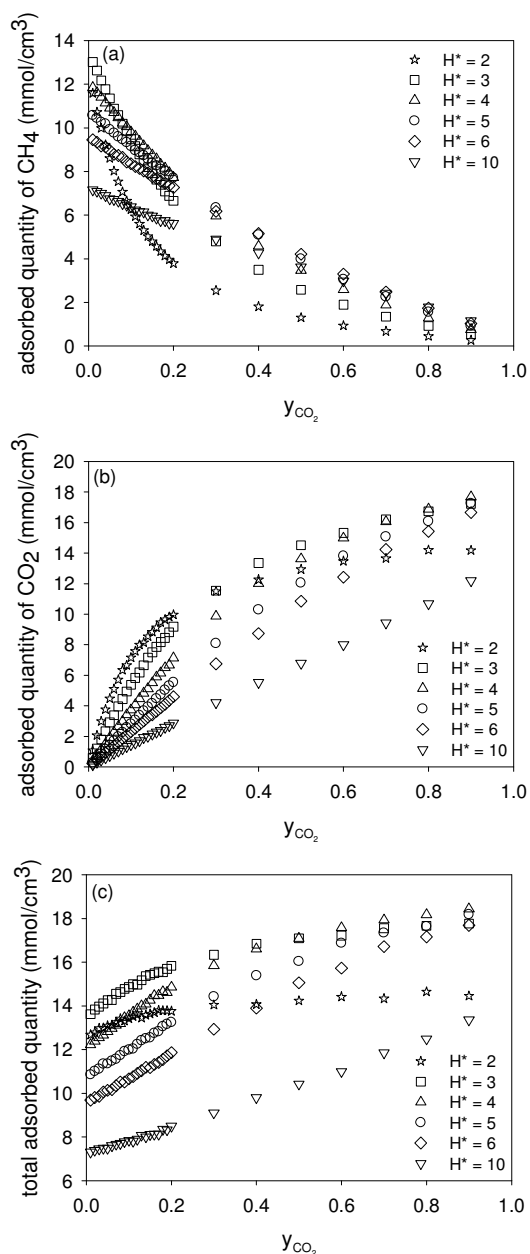 (a)
H* = 2
H* = 3
H* = 4
H* = 5
H* = 6
H* = 10
14
12
10
8
6
4
2
0
adsorbed quantity of CH4 (mmol/cm3)
0.0 0.2 0.4 0.6 0.8 1.0
yCO2
(b)
20
18
16
14
12
10
8
6
4
2
0
adsorbed quantity of CO2 (mmol/cm3)
H* = 2
H* = 3
H* = 4
H* = 5
H* = 6
H* = 10
0.0 0.2 0.4 0.6 0.8 1.0
yCO2
(c)
20
18
16
14
12
10
8
6
total adsorbed quantity (mmol/cm3)
H* = 2
H* = 3
H* = 4
H* = 5
H* = 6
H* = 10
0.0 0.2 0.4 0.6 0.8 1.0
yCO2